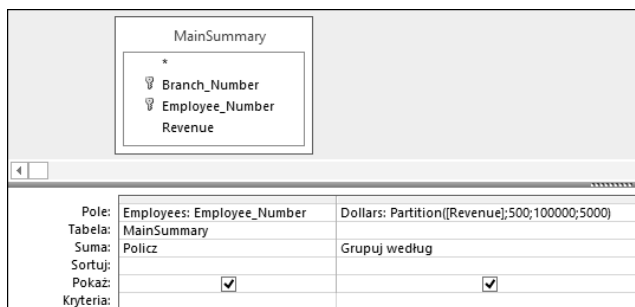 MainSummary
*
Branch_Number
Employee_Number
Revenue
Pole: Employees: Employee_Number Dollars: Partition([Revenue];500;100000;5000)
Tabela: MainSummary
Suma: Policz Grupuj według
Sortuj:
Pokaż:
Kryteria: